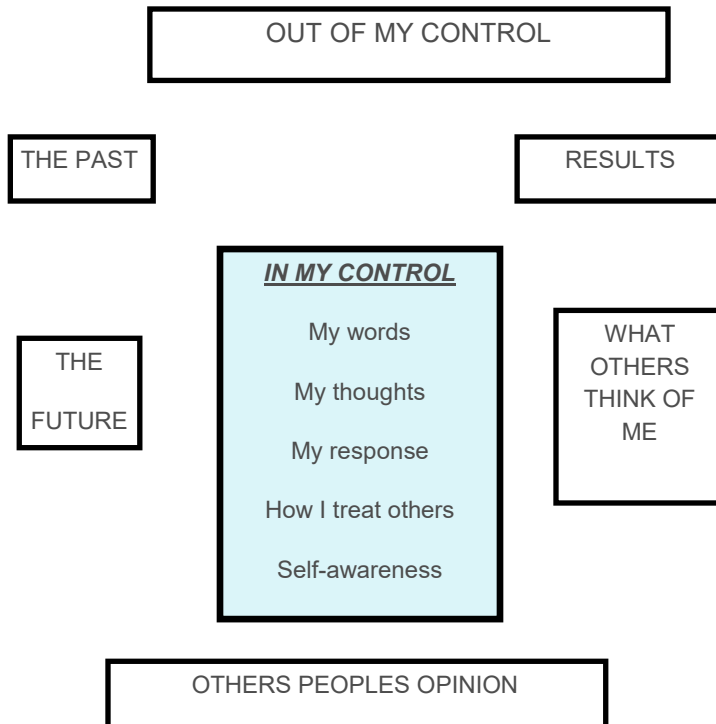 OUT OF MY CONTROL
THE PAST
RESULTS
IN MY CONTROL
My words
My thoughts
My response
How I treat others
Self-awareness
THE
FUTURE
WHAT
OTHERS
THINK OF
ME
OTHERS PEOPLES OPINION